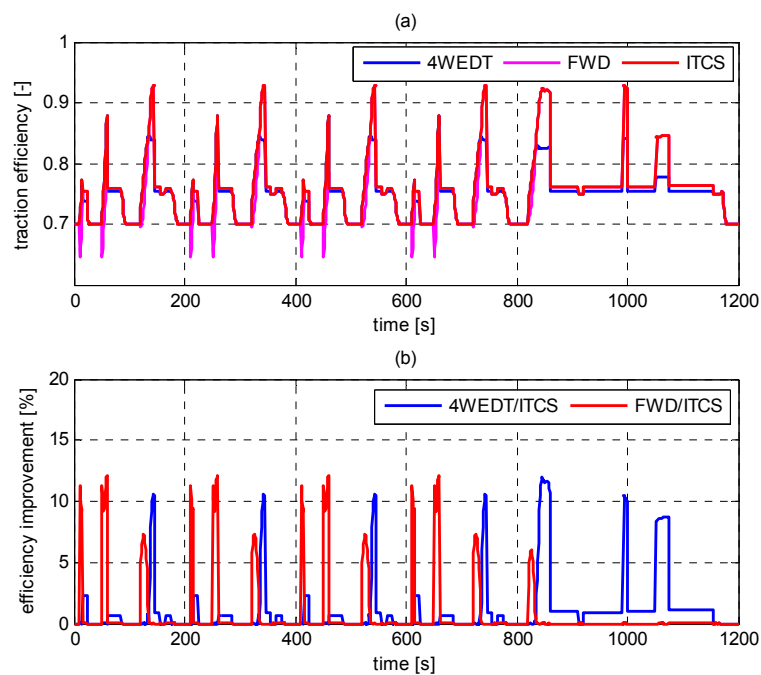 (a)
1
0.9
0.8
0.7
traction efficiency [-]
4WEDT FWD ITCS
0 200 400 600 800 1000 1200
time [s]
(b)
20
15
10
5
0
efficiency improvement [%]
4WEDT/ITCS FWD/ITCS
0 200 400 600 800 1000 1200
time [s]